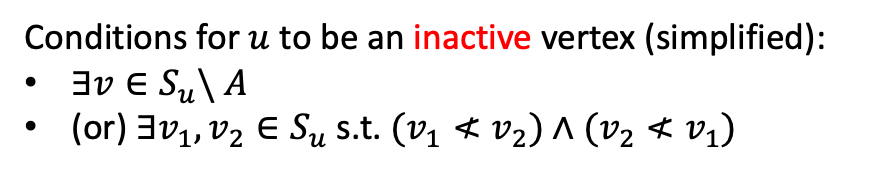 Conditions for 𝑢 to be an inactive vertex (simplified):
• ∃𝑣 ∈ 𝑆ᵤ\ 𝐴
• (or) ∃𝑣₁, 𝑣₂ ∈ 𝑆ᵤ s.t. (𝑣₁ ≮ 𝑣₂) ∧ (𝑣₂ ≮ 𝑣₁)